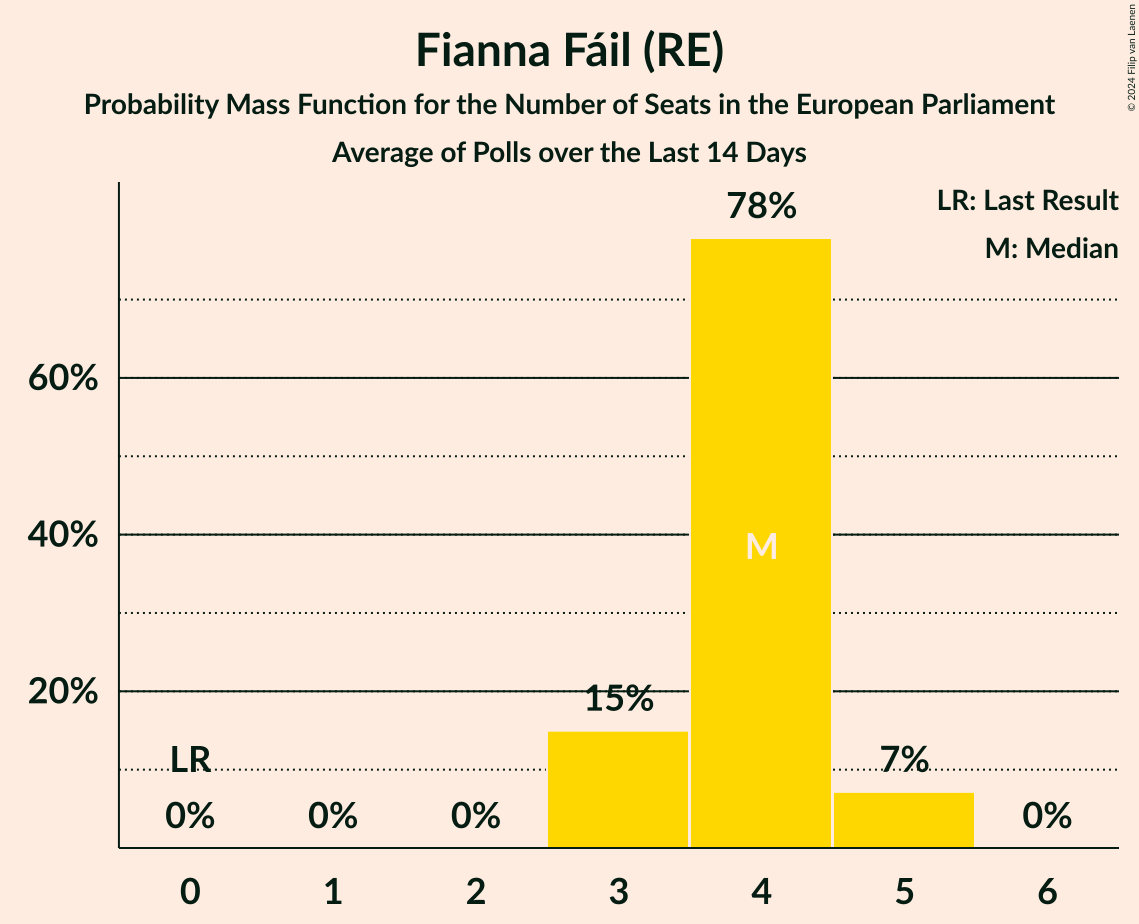 Fianna Fáil (RE)
Probability Mass Function for the Number of Seats in the European Parliament
Average of Polls over the Last 14 Days
© 2024 Filip van Laenen
LR: Last Result
M: Median
78%
60%
40%
M
20%
15%
LR
7%
0%
0%
0%
0%
0
1
2
3
4
5
6